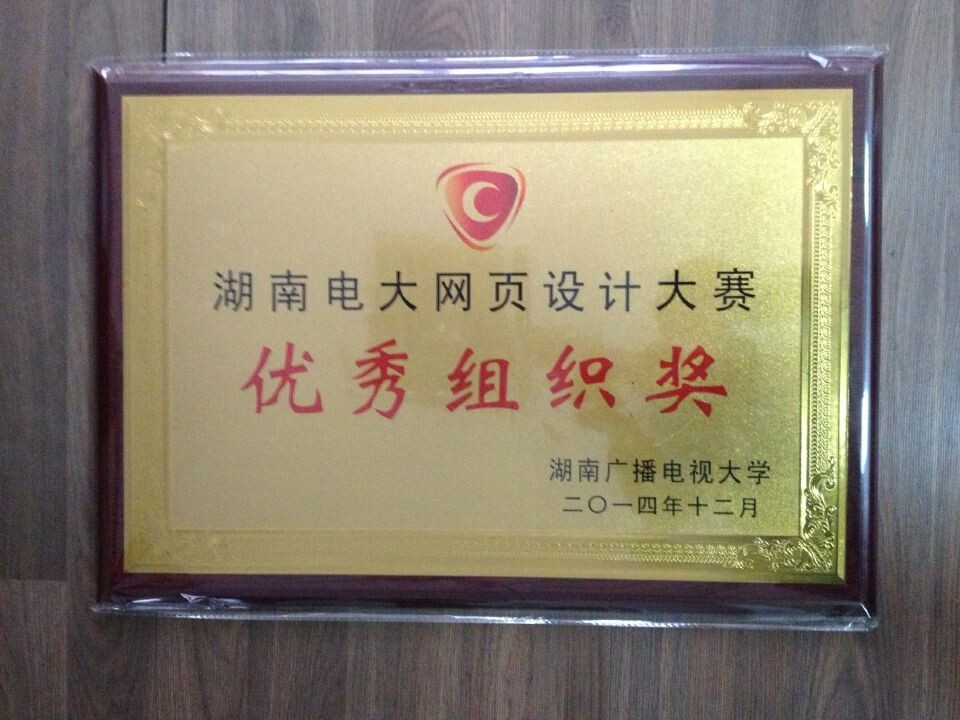 湖南电大网页设计大赛
优秀组织奖
湖南广播电视大学
二〇一四年十二月